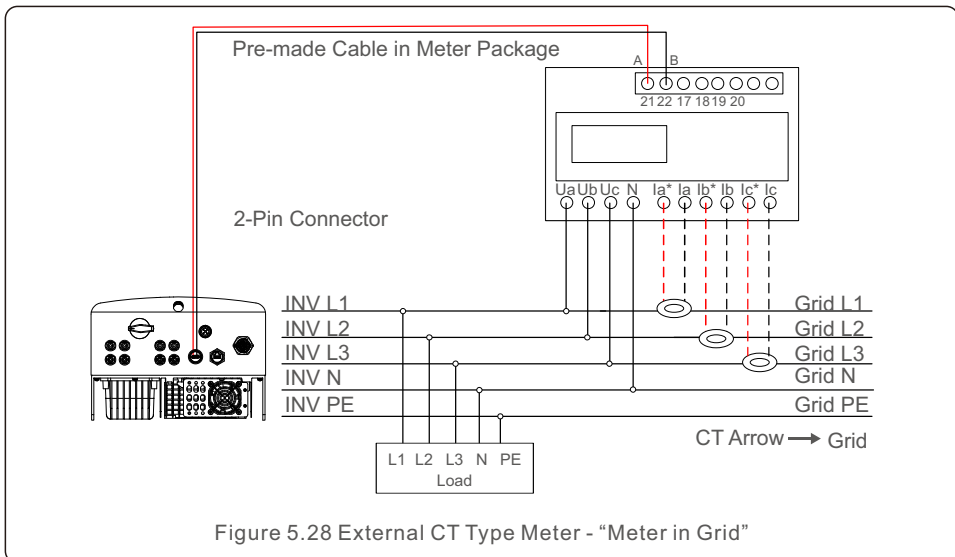 Pre-made Cable in Meter Package
A B
21 22 17 18 19 20
Ua Ub Uc N Ia* Ia Ib* Ib Ic* Ic
2-Pin Connector
INV L1 Grid L1
INV L2 Grid L2
INV L3 Grid L3
INV N Grid N
INV PE Grid PE
CT Arrow → Grid
L1 L2 L3 N PE
Load
Figure 5.28 External CT Type Meter - “Meter in Grid”